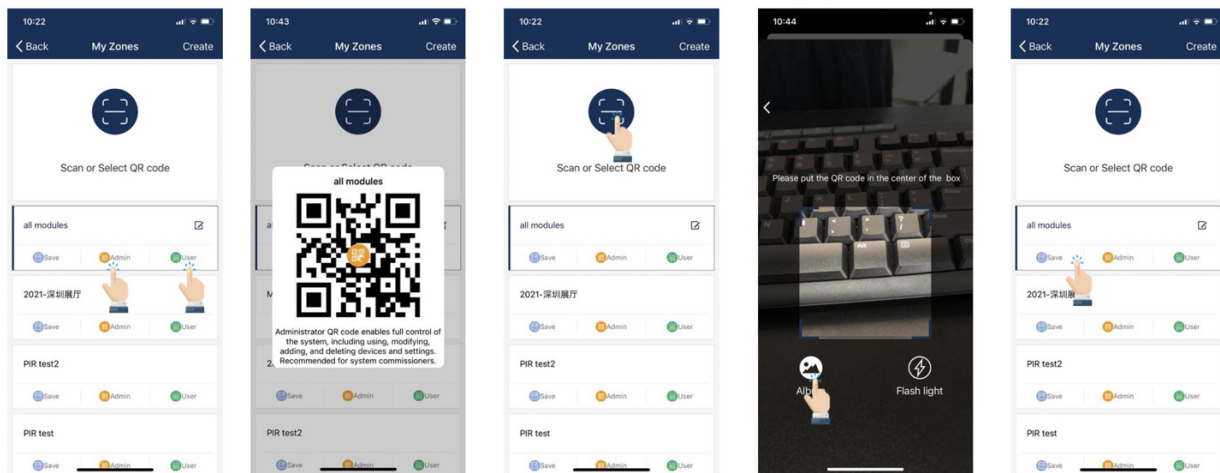 10:22
Back My Zones Create
Scan or Select QR code
all modules
Save Admin User
2021-深圳展厅
Save Admin User
PIR test2
Save Admin User
PIR test
Save Admin User
10:43
Back My Zones Create
all modules
Administrator QR code enables full control of
the system, including using, modifying,
adding, and deleting devices and settings.
Recommended for system commissioners.
Save Admin User
PIR test2
Save Admin User
10:22
Back My Zones Create
Scan or Select QR code
all modules
Save Admin User
2021-深圳展厅
Save Admin User
PIR test2
Save Admin User
PIR test
Save Admin User
10:44
Please put the QR code in the center of the box
Alt
Flash light
10:22
Back My Zones Create
Scan or Select QR code
all modules
Save User
2021-深圳
Save Admin User
PIR test2
Save Admin User
PIR test
Save Admin User